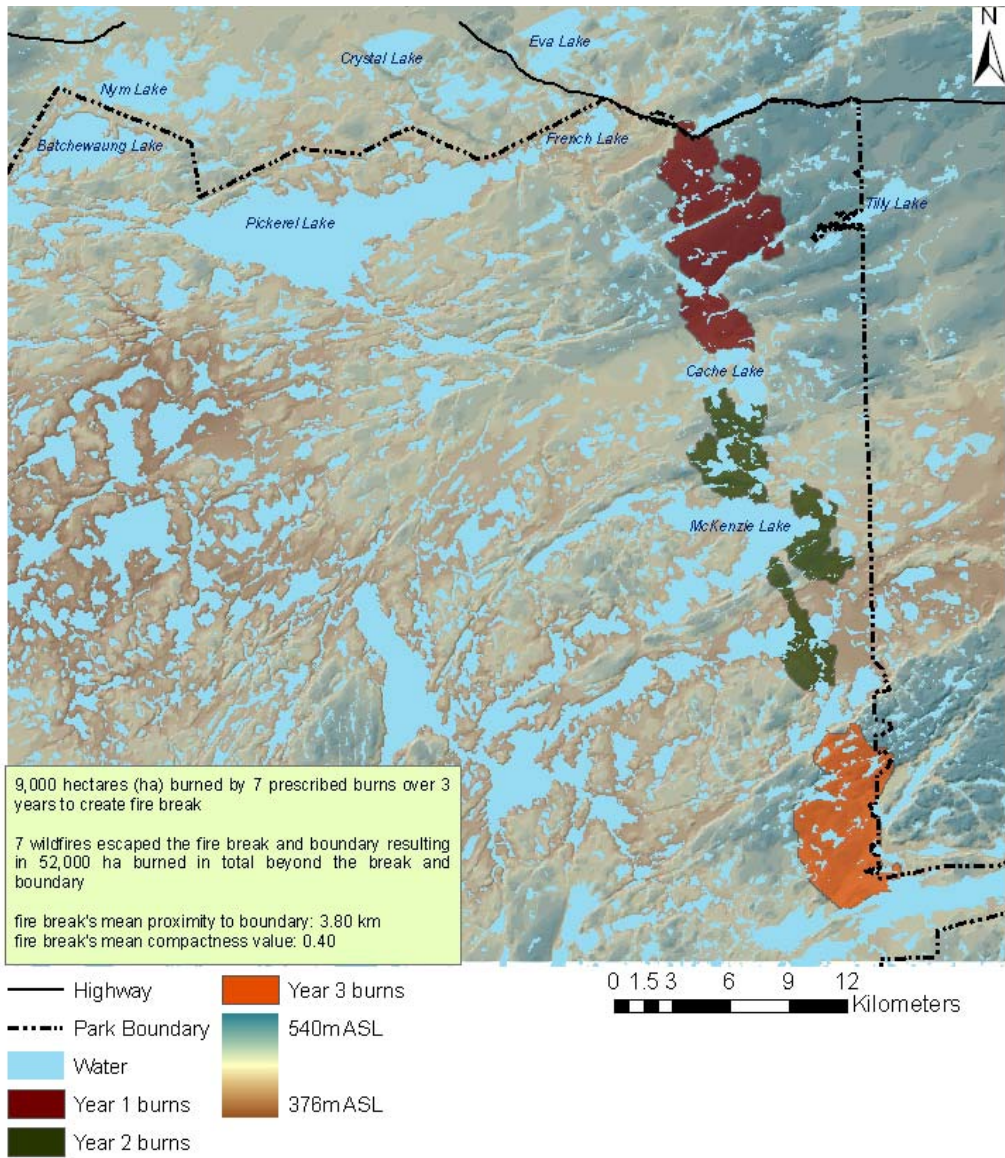 N
Eva Lake
Crystal Lake
Nym Lake
Batchewaung Lake
French Lake
Tilly Lake
Pickerel Lake
Cache Lake
McKenzie Lake
9,000 hectares (ha) burned by 7 prescribed burns over 3
years to create fire break
7 wildfires escaped the fire break and boundary resulting
in 52,000 ha burned in total beyond the break and
boundary
fire break's mean proximity to boundary: 3.80 km
fire break's mean compactness value: 0.40
Highway
Park Boundary
Water
Year 1 burns
Year 2 burns
Year 3 burns
540m ASL
376m ASL
0 1.5 3 6 9 12
Kilometers